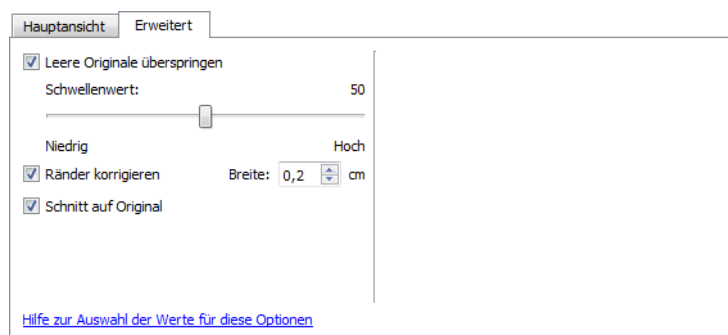 Hauptansicht Erweitert
Leere Originale überspringen
Schwellenwert: 50
Niedrig Hoch
Ränder korrigieren Breite: 0,2 cm
Schnitt auf Original
Hilfe zur Auswahl der Werte für diese Optionen